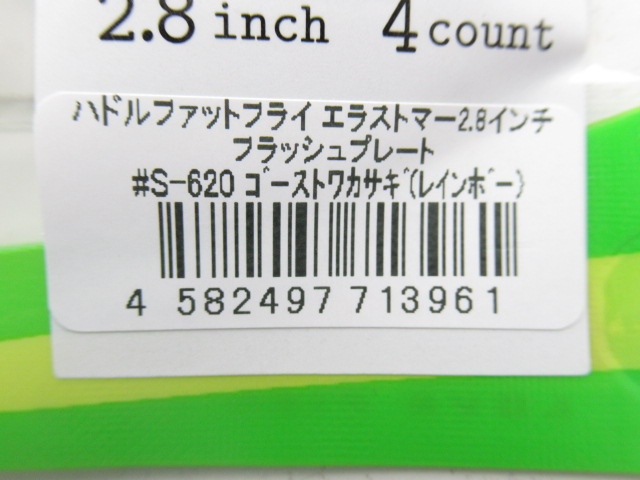 2.8 inch 4 count
ハドルファットフライ エラストマー2.8インチ
フラッシュプレート
#S-620 ゴーストワカサギ(レインボー)
4 582497 713961